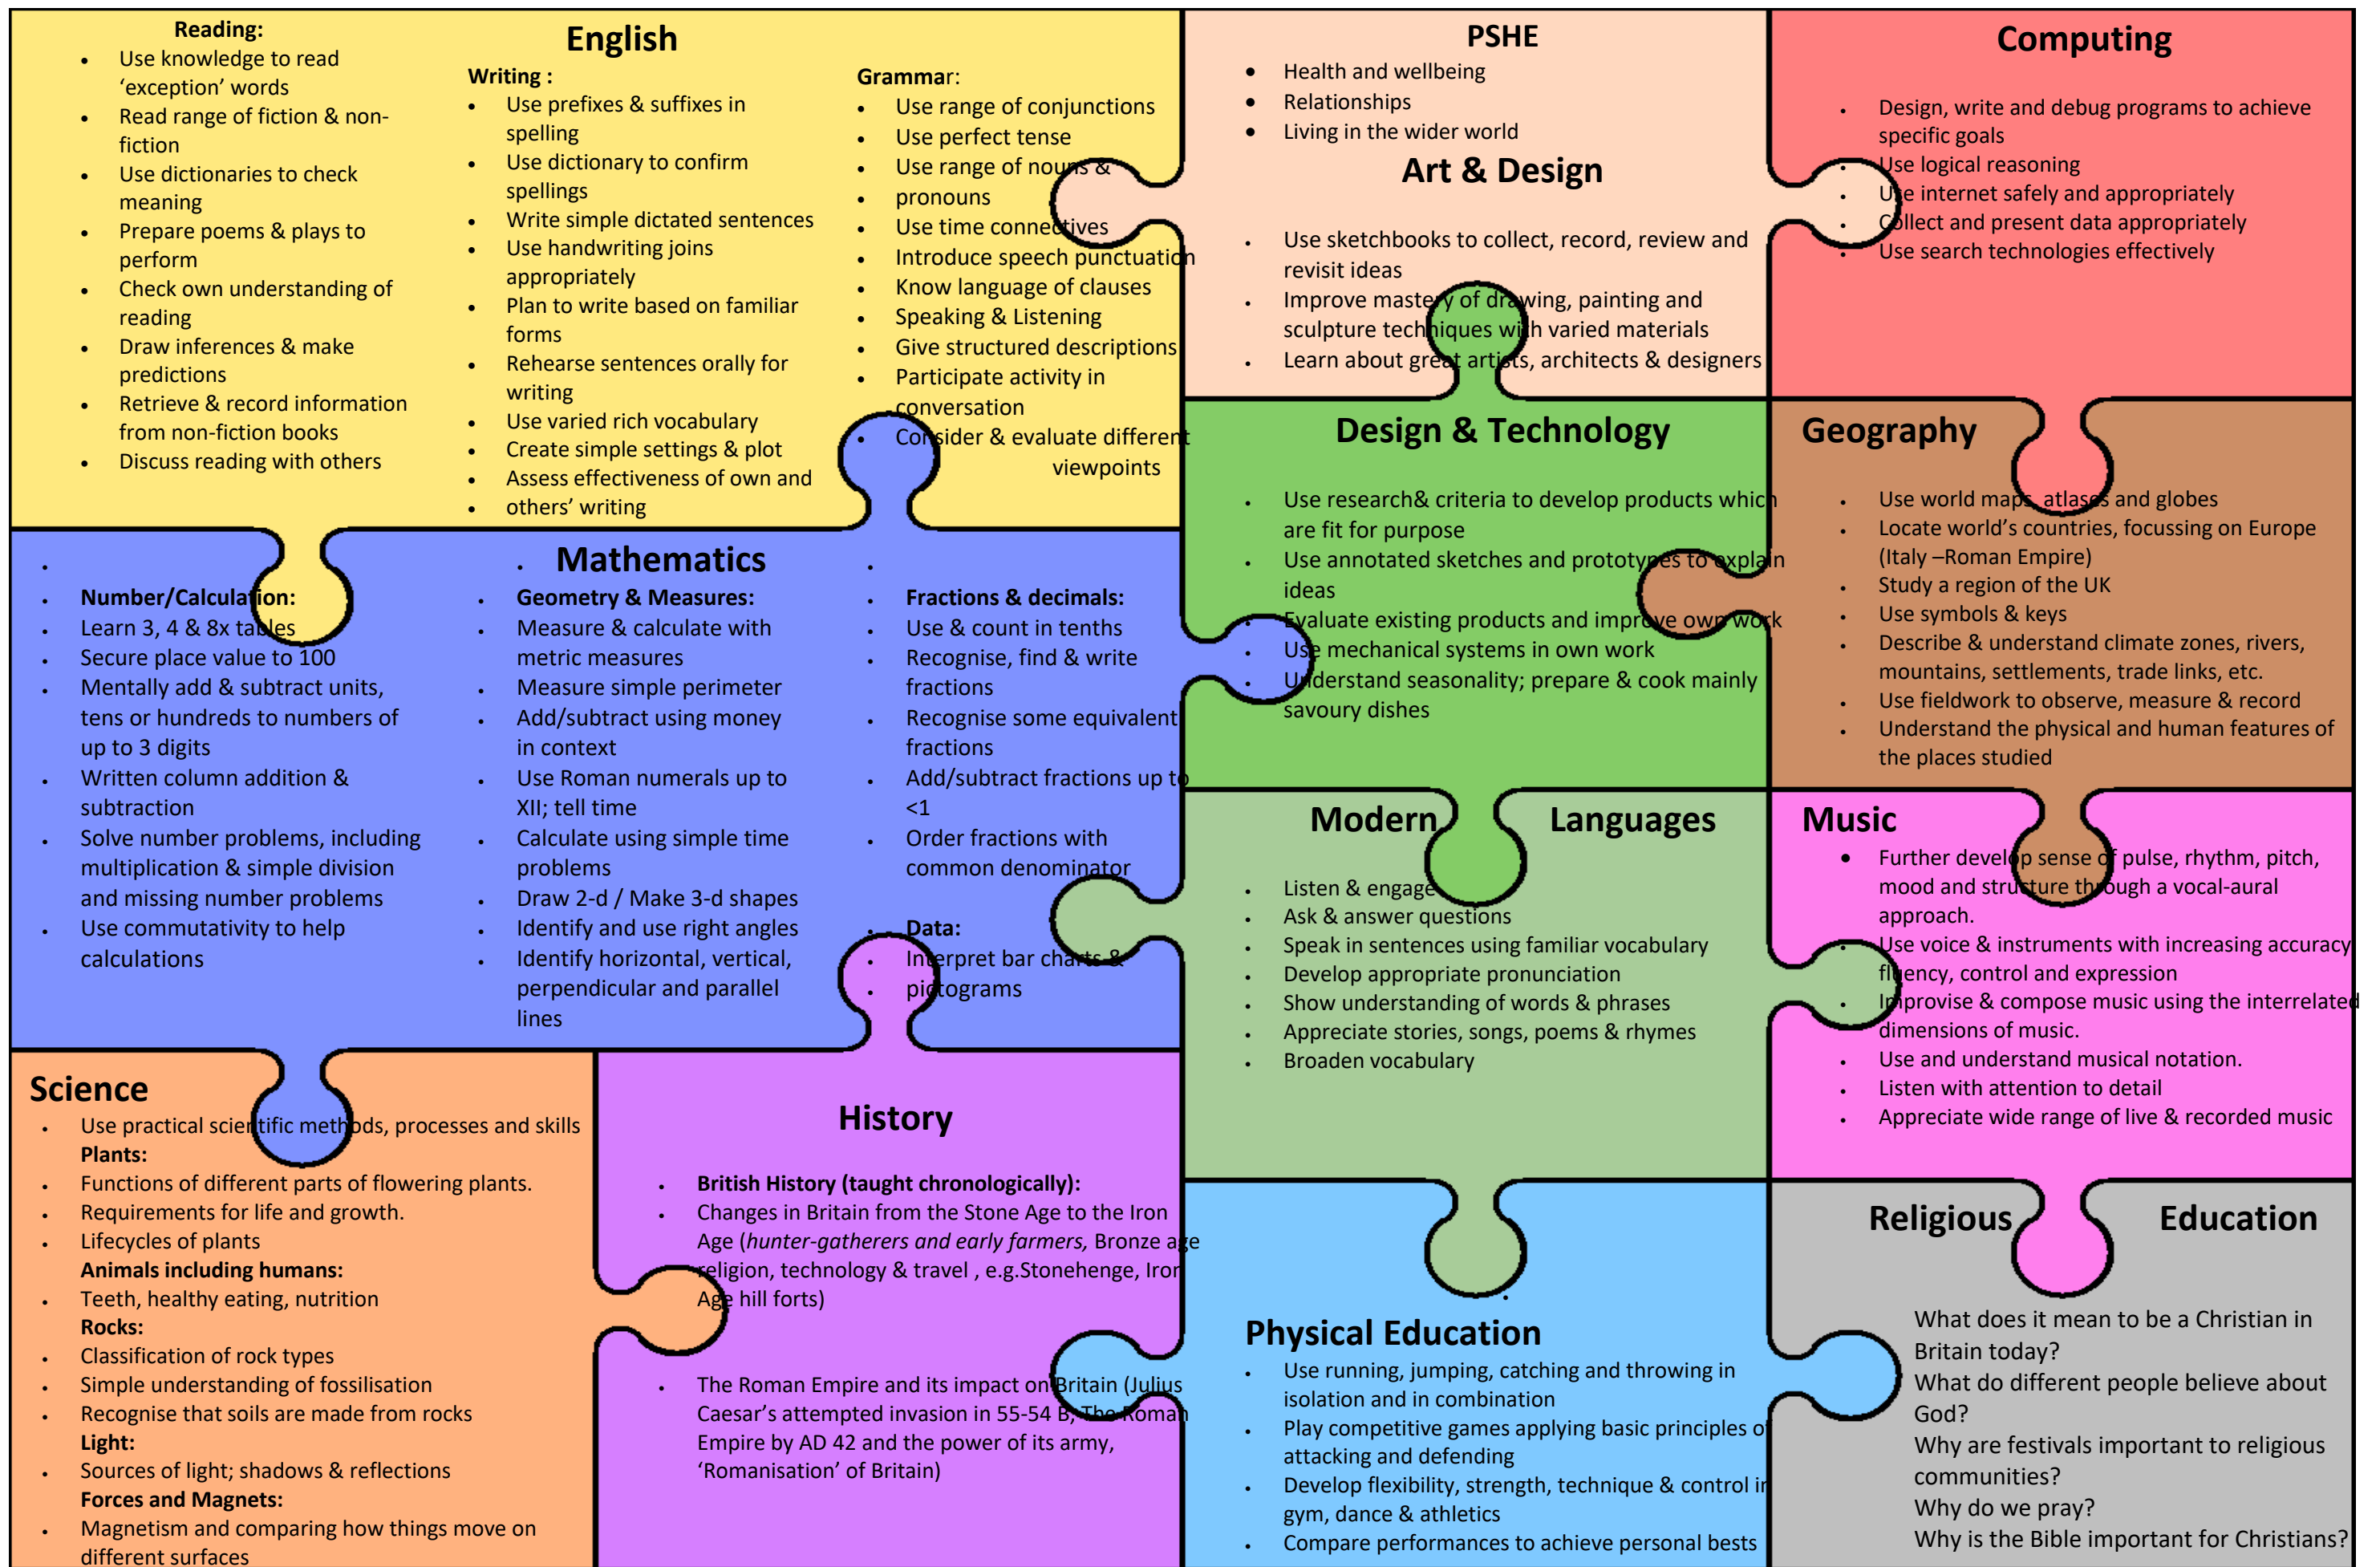 Reading:
• Use knowledge to read
‘exception’ words
• Read range of fiction & non-
fiction
• Use dictionaries to check
meaning
• Prepare poems & plays to
perform
• Check own understanding of
reading
• Draw inferences & make
predictions
• Retrieve & record information
from non-fiction books
• Discuss reading with others
English
Writing :
• Use prefixes & suffixes in
spelling
• Use dictionary to confirm
spellings
• Write simple dictated sentences
• Use handwriting joins
appropriately
• Plan to write based on familiar
forms
• Rehearse sentences orally for
writing
• Use varied rich vocabulary
• Create simple settings & plot
• Assess effectiveness of own and
• others’ writing
Grammar:
• Use range of conjunctions
• Use perfect tense
• Use range of nouns &
• pronouns
• Use time connectives
• Introduce speech punctuation
• Know language of clauses
• Speaking & Listening
• Give structured descriptions
• Participate activity in
conversation
• Consider & evaluate different
viewpoints
PSHE
• Health and wellbeing
• Relationships
• Living in the wider world
Art & Design
• Use sketchbooks to collect, record, review and
revisit ideas
• Improve mastery of drawing, painting and
sculpture techniques with varied materials
• Learn about great artists, architects & designers
Computing
• Design, write and debug programs to achieve
specific goals
• Use logical reasoning
• Use internet safely and appropriately
• Collect and present data appropriately
• Use search technologies effectively
Mathematics
• Number/Calculation:
• Learn 3, 4 & 8x tables
• Secure place value to 100
• Mentally add & subtract units,
tens or hundreds to numbers of
up to 3 digits
• Written column addition &
subtraction
• Solve number problems, including
multiplication & simple division
and missing number problems
• Use commutativity to help
calculations
• Geometry & Measures:
• Measure & calculate with
metric measures
• Measure simple perimeter
• Add/subtract using money
in context
• Use Roman numerals up to
XII; tell time
• Calculate using simple time
problems
• Draw 2-d / Make 3-d shapes
• Identify and use right angles
• Identify horizontal, vertical,
perpendicular and parallel
lines
• Fractions & decimals:
• Use & count in tenths
• Recognise, find & write
fractions
• Recognise some equivalent
fractions
• Add/subtract fractions up to
<1
• Order fractions with
common denominator
• Data:
• Interpret bar charts &
• pictograms
Design & Technology
• Use research& criteria to develop products which
are fit for purpose
• Use annotated sketches and prototypes to explain
ideas
• Evaluate existing products and improve own work
• Use mechanical systems in own work
• Understand seasonality; prepare & cook mainly
savoury dishes
Geography
• Use world maps, atlases and globes
• Locate world’s countries, focussing on Europe
(Italy –Roman Empire)
• Study a region of the UK
• Use symbols & keys
• Describe & understand climate zones, rivers,
mountains, settlements, trade links, etc.
• Use fieldwork to observe, measure & record
• Understand the physical and human features of
the places studied
Modern Languages
• Listen & engage
• Ask & answer questions
• Speak in sentences using familiar vocabulary
• Develop appropriate pronunciation
• Show understanding of words & phrases
• Appreciate stories, songs, poems & rhymes
• Broaden vocabulary
Music
• Further develop sense of pulse, rhythm, pitch,
mood and structure through a vocal-aural
approach.
• Use voice & instruments with increasing accuracy
fluency, control and expression
• Improvise & compose music using the interrelated
dimensions of music.
• Use and understand musical notation.
• Listen with attention to detail
• Appreciate wide range of live & recorded music
Science
• Use practical scientific methods, processes and skills
Plants:
• Functions of different parts of flowering plants.
• Requirements for life and growth.
• Lifecycles of plants
Animals including humans:
• Teeth, healthy eating, nutrition
Rocks:
• Classification of rock types
• Simple understanding of fossilisation
• Recognise that soils are made from rocks
Light:
• Sources of light; shadows & reflections
Forces and Magnets:
• Magnetism and comparing how things move on
different surfaces
History
• British History (taught chronologically):
• Changes in Britain from the Stone Age to the Iron
Age (hunter-gatherers and early farmers, Bronze age
religion, technology & travel , e.g.Stonehenge, Iron
Age hill forts)
• The Roman Empire and its impact on Britain (Julius
Caesar’s attempted invasion in 55-54 B; The Roman
Empire by AD 42 and the power of its army,
‘Romanisation’ of Britain)
Physical Education
• Use running, jumping, catching and throwing in
isolation and in combination
• Play competitive games applying basic principles of
attacking and defending
• Develop flexibility, strength, technique & control in
gym, dance & athletics
• Compare performances to achieve personal bests
Religious Education
What does it mean to be a Christian in
Britain today?
What do different people believe about
God?
Why are festivals important to religious
communities?
Why do we pray?
Why is the Bible important for Christians?